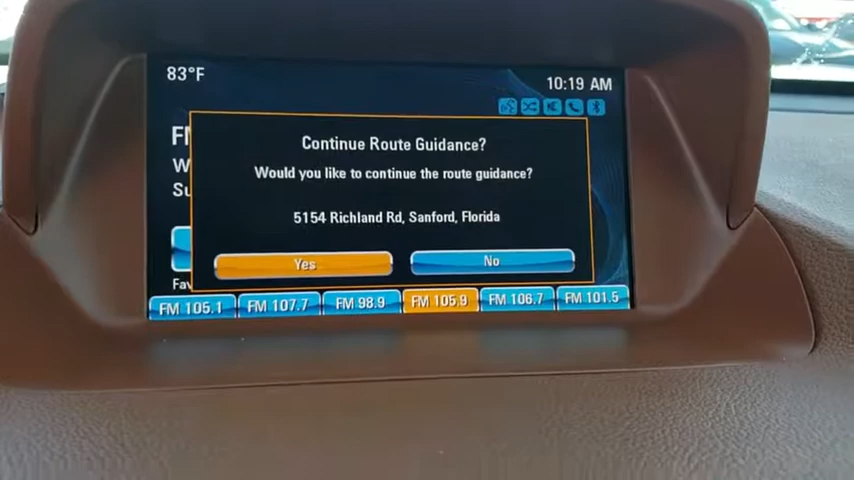 83°F
10:19 AM
Continue Route Guidance?
Would you like to continue the route guidance?
5154 Richland Rd, Sanford, Florida
Yes
No
FM 105.1
FM 107.7
FM 98.9
FM 105.9
FM 106.7
FM 101.5